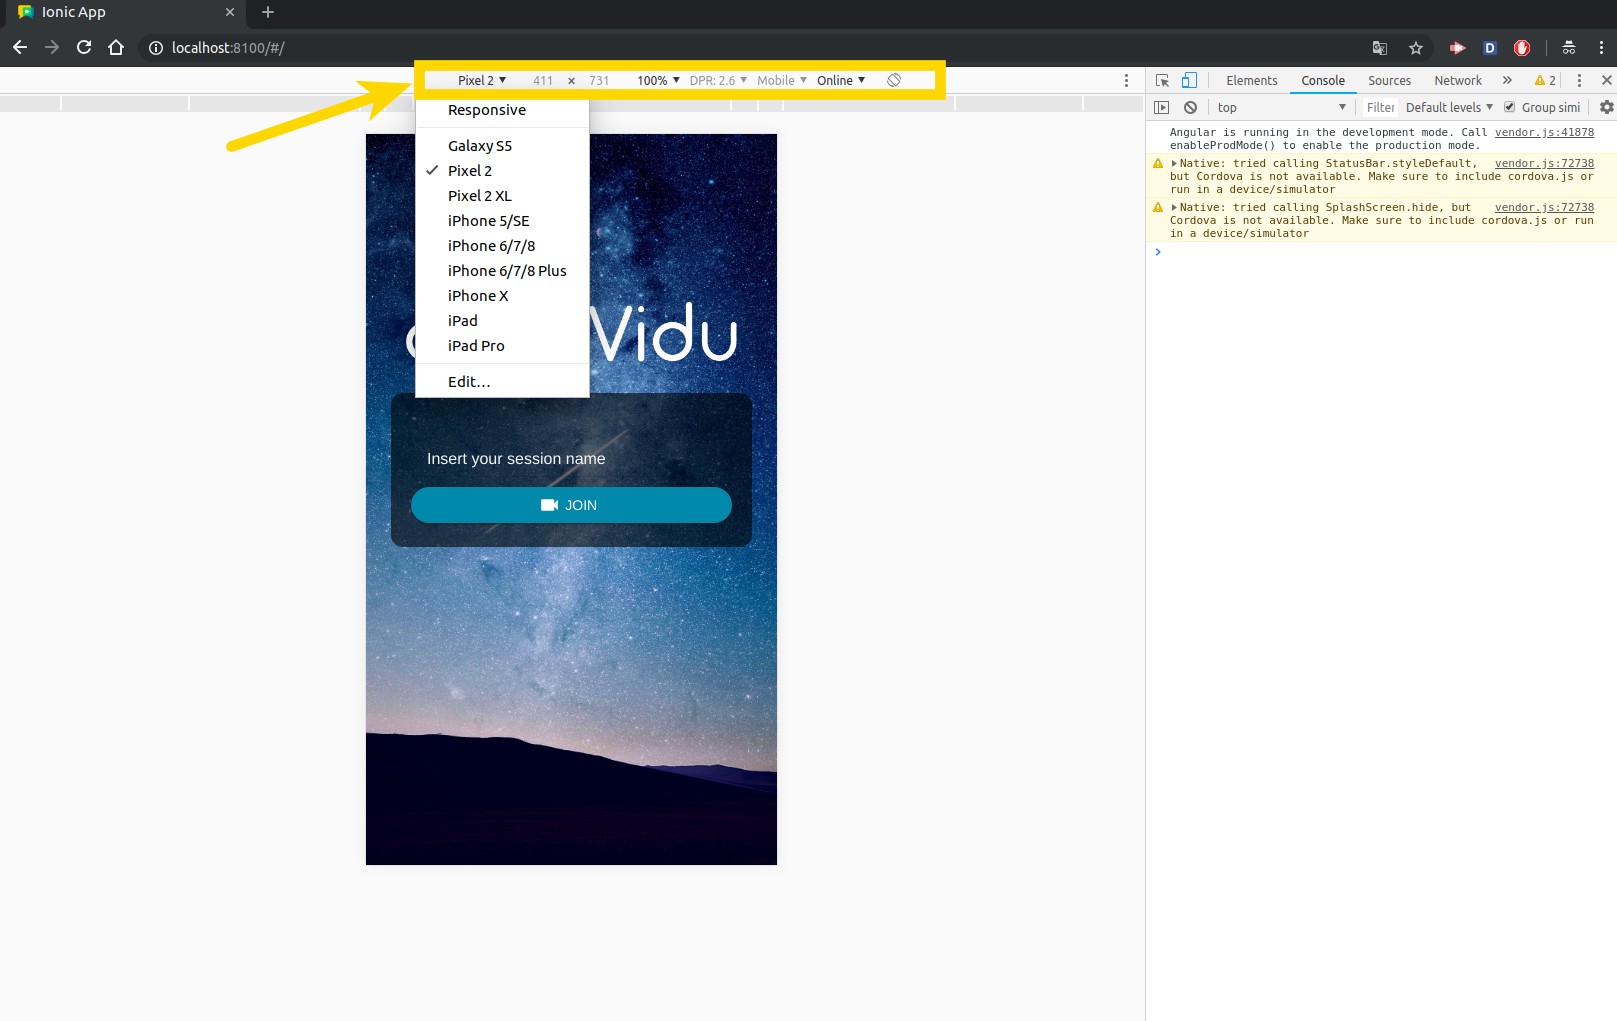 Ionic App
localhost:8100/#/
Pixel 2 411 × 731 100% DPR: 2.6 Mobile Online
Elements Console Sources Network » 2
top Filter Default levels Group simi
Responsive
Galaxy S5
Pixel 2
Pixel 2 XL
iPhone 5/SE
iPhone 6/7/8
iPhone 6/7/8 Plus
iPhone X
iPad
iPad Pro
Edit...
Vidu
Insert your session name
JOIN
Angular is running in the development mode. Call vendor.js:41878
enableProdMode() to enable the production mode.
Native: tried calling StatusBar.styleDefault, vendor.js:72738
but Cordova is not available. Make sure to include cordova.js or
run in a device/simulator
Native: tried calling SplashScreen.hide, but vendor.js:72738
Cordova is not available. Make sure to include cordova.js or run
in a device/simulator